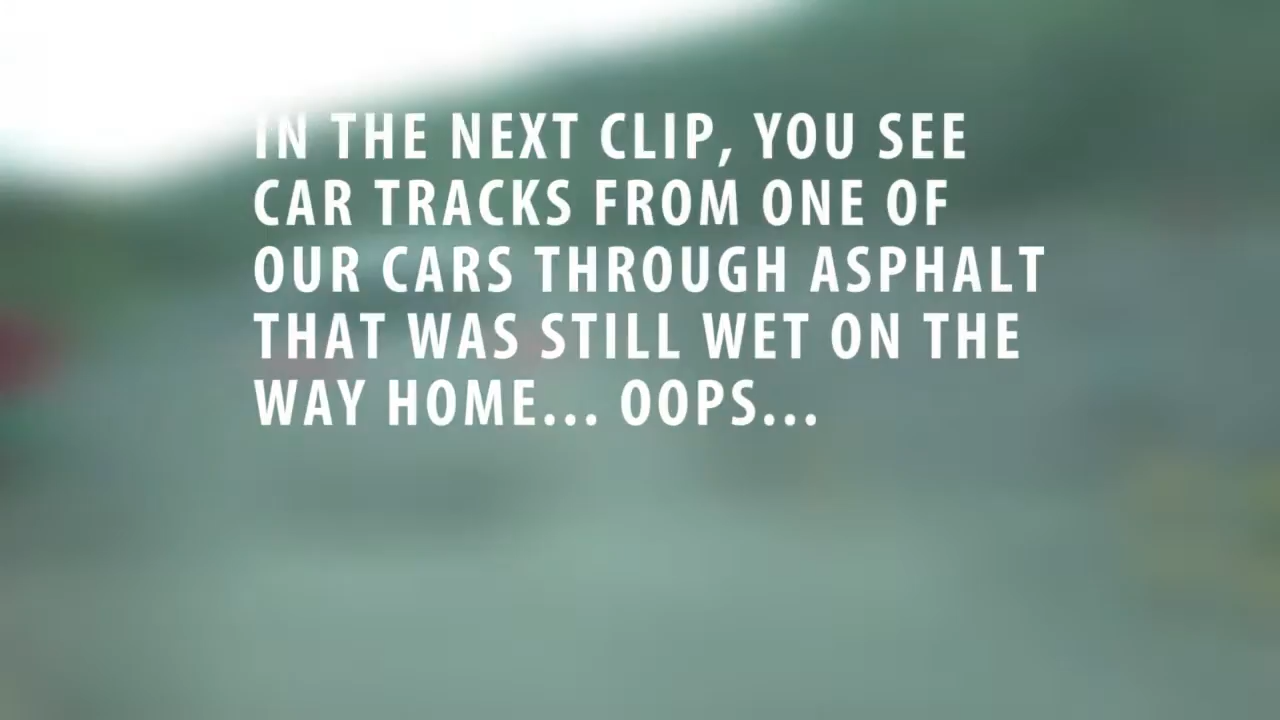 IN THE NEXT CLIP, YOU SEE
CAR TRACKS FROM ONE OF
OUR CARS THROUGH ASPHALT
THAT WAS STILL WET ON THE
WAY HOME... OOPS...